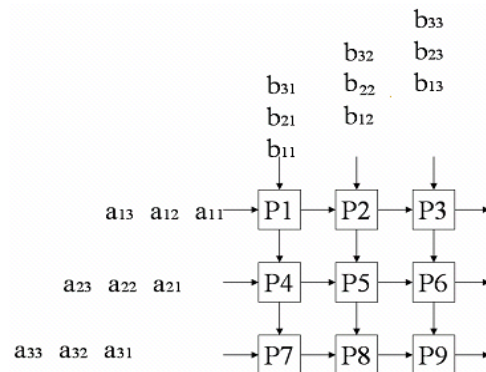 b33
b32 b23
b31 b22 b13
b21 b12
b11
a13 a12 a11 P1 P2 P3
a23 a22 a21 P4 P5 P6
a33 a32 a31 P7 P8 P9